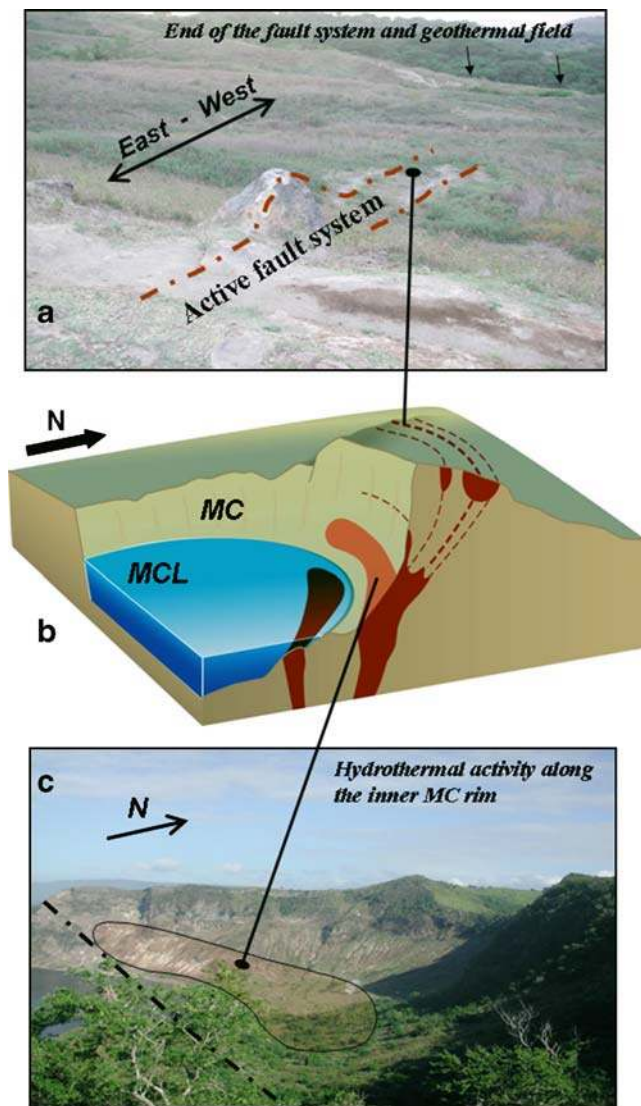 End of the fault system and geothermal field
East - West
Active fault system
a
N
MC
MCL
b
c
Hydrothermal activity along
N
the inner MC rim